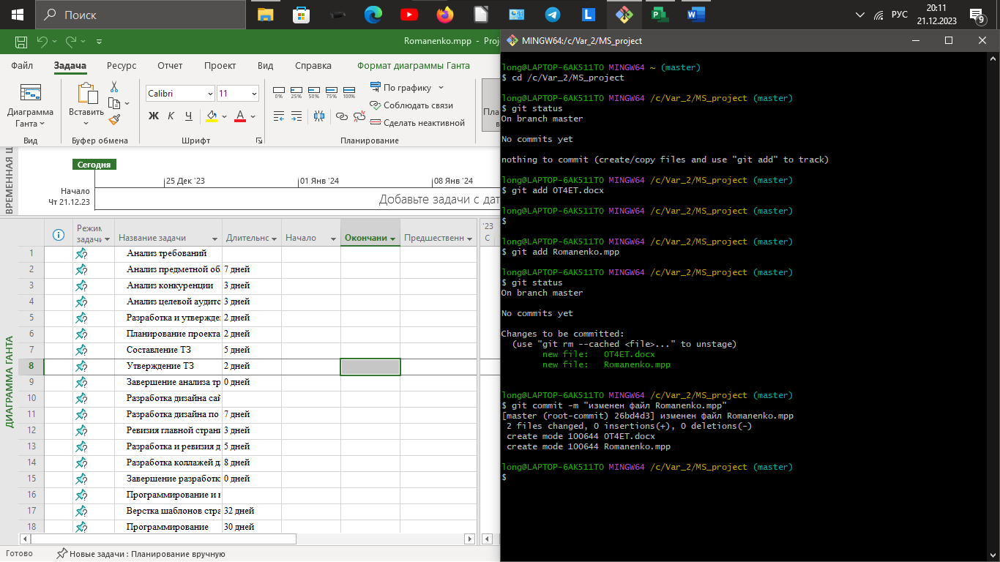 Поиск
РУС
20:11
21.12.2023
9
Romanenko.mpp - Proj
Файл Задача Ресурс Отчет Проект Вид Справка Формат диаграммы Ганта
Диаграмма
Ганта
Вид
Вставить
Буфер обмена
Calibri 11
Ж К Ч
Шрифт
0% 25% 50% 75% 100%
По графику
Соблюдать связи
Сделать неактивной
Планирование
Пла
ВРЕМЕННАЯ Ш
Сегодня
25 Дек '23 01 Янв '24 08 Янв '24
Начало
Чт 21.12.23
Добавьте задачи с дат
ДИАГРАММА ГАНТА
Режим
задачи
Название задачи Длительнс Начало Окончани Предшественн
'23
С
1 Анализ требований
2 Анализ предметной об 7 дней
3 Анализ конкуренции 3 дней
4 Анализ целевой аудито 3 дней
5 Разработка и утвержде 2 дней
6 Планирование проекта 2 дней
7 Составление ТЗ 5 дней
8 Утверждение ТЗ 2 дней
9 Завершение анализа тр 0 дней
10 Разработка дизайна сай
11 Разработка дизайна по 7 дней
12 Ревизия главной страни 3 дней
13 Разработка и ревизия д 5 дней
14 Разработка коллажей д 8 дней
15 Завершение разработки 0 дней
16 Программирование и в
17 Верстка шаблонов стра 32 дней
18 Программирование 30 дней
Готово Новые задачи : Планирование вручную
MINGW64:/c/Var_2/MS_project
long@LAPTOP-6AK511TO MINGW64 ~ (master)
$ cd /c/Var_2/MS_project
long@LAPTOP-6AK511TO MINGW64 /c/Var_2/MS_project (master)
$ git status
On branch master
No commits yet
nothing to commit (create/copy files and use "git add" to track)
long@LAPTOP-6AK511TO MINGW64 /c/Var_2/MS_project (master)
$ git add OT4ET.docx
long@LAPTOP-6AK511TO MINGW64 /c/Var_2/MS_project (master)
$
long@LAPTOP-6AK511TO MINGW64 /c/Var_2/MS_project (master)
$ git add Romanenko.mpp
long@LAPTOP-6AK511TO MINGW64 /c/Var_2/MS_project (master)
$ git status
On branch master
No commits yet
Changes to be committed:
(use "git rm --cached <file>..." to unstage)
new file: OT4ET.docx
new file: Romanenko.mpp
long@LAPTOP-6AK511TO MINGW64 /c/Var_2/MS_project (master)
$ git commit -m "изменен файл Romanenko.mpp"
[master (root-commit) 26bd4d3] изменен файл Romanenko.mpp
2 files changed, 0 insertions(+), 0 deletions(-)
create mode 100644 OT4ET.docx
create mode 100644 Romanenko.mpp
long@LAPTOP-6AK511TO MINGW64 /c/Var_2/MS_project (master)
$